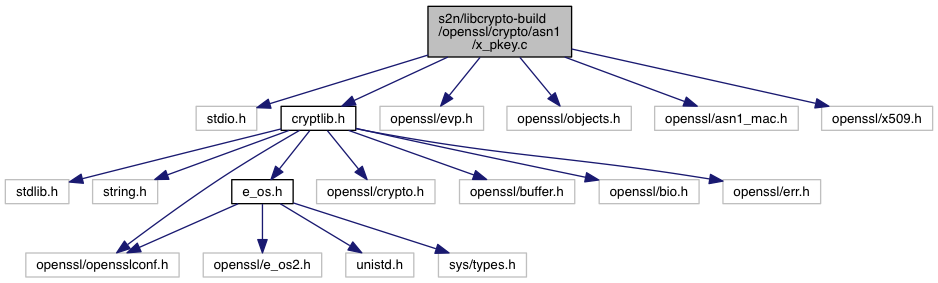 s2n/libcrypto-build
/openssl/crypto/asn1
/x_pkey.c
stdio.h
cryptlib.h
openssl/evp.h
openssl/objects.h
openssl/asn1_mac.h
openssl/x509.h
stdlib.h
string.h
e_os.h
openssl/crypto.h
openssl/buffer.h
openssl/bio.h
openssl/err.h
openssl/opensslconf.h
openssl/e_os2.h
unistd.h
sys/types.h